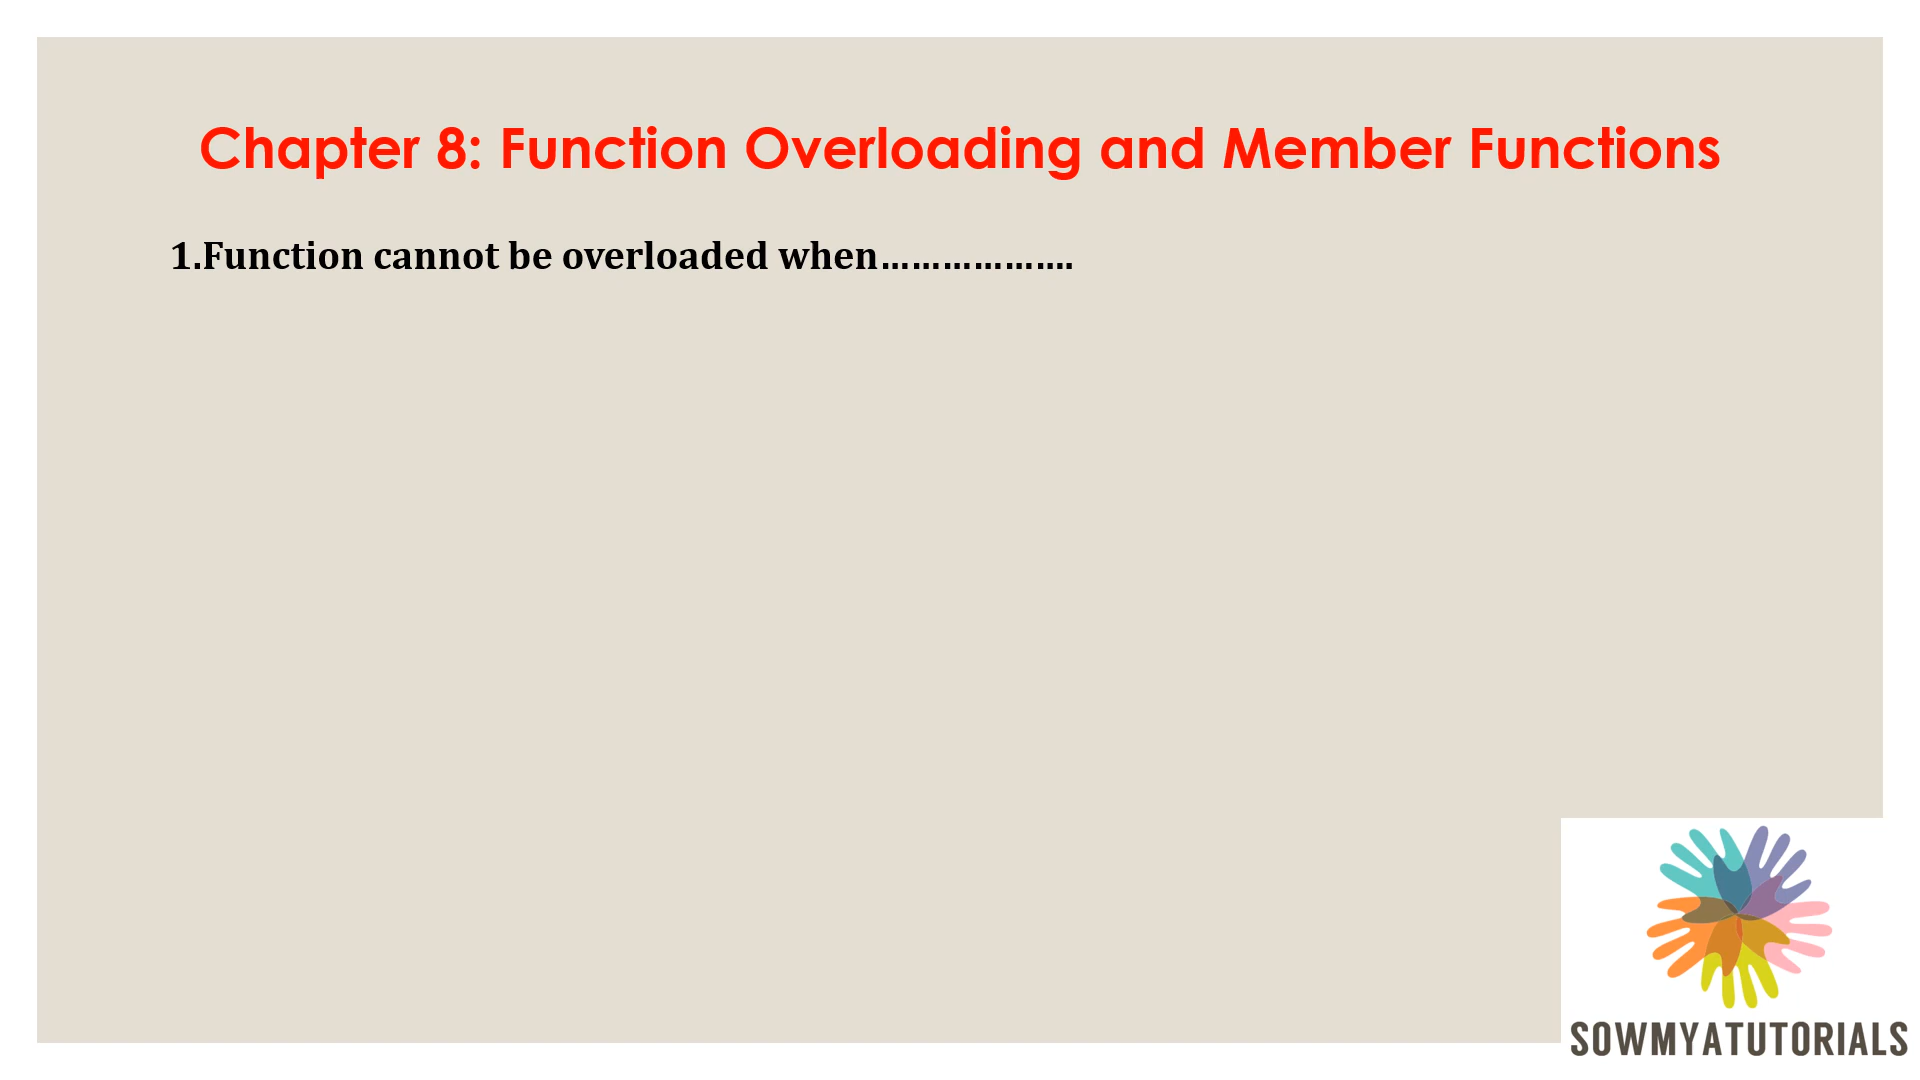 Chapter 8: Function Overloading and Member Functions
1.Function cannot be overloaded when……………….
SOWMYATUTORIALS